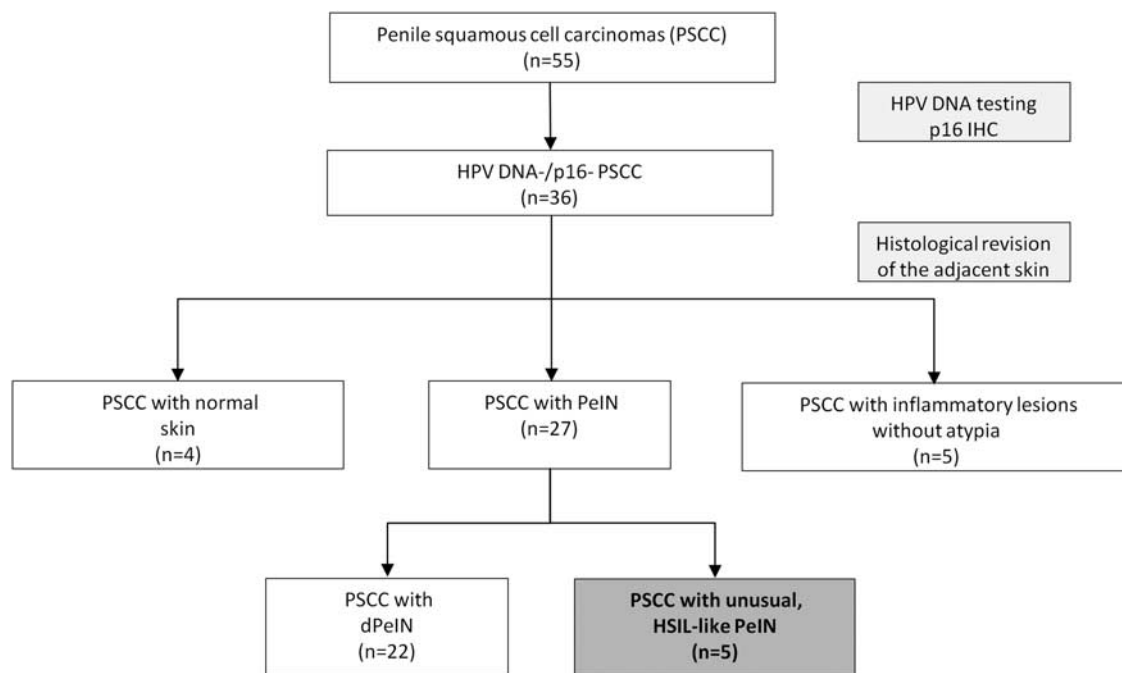 Penile squamous cell carcinomas (PSCC)
(n=55)
HPV DNA testing
p16 IHC
HPV DNA-/p16- PSCC
(n=36)
Histological revision
of the adjacent skin
PSCC with normal
skin
(n=4)
PSCC with PeIN
(n=27)
PSCC with inflammatory lesions
without atypia
(n=5)
PSCC with
dPeIN
(n=22)
PSCC with unusual,
HSIL-like PeIN
(n=5)